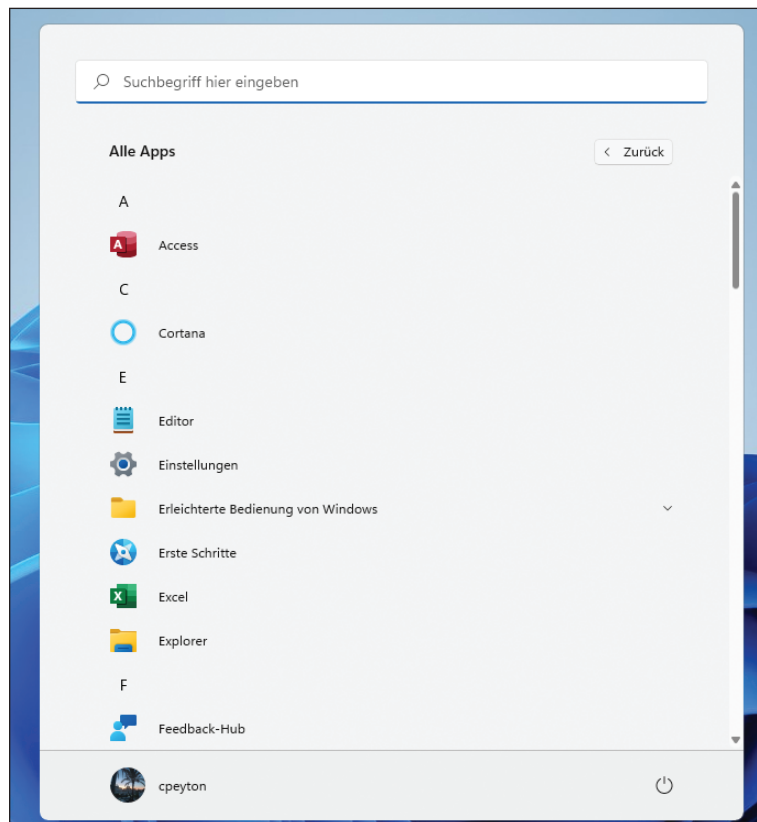 Suchbegriff hier eingeben
Alle Apps
Zurück
A
Access
C
Cortana
E
Editor
Einstellungen
Erleichterte Bedienung von Windows
Erste Schritte
Excel
Explorer
F
Feedback-Hub
cpeyton